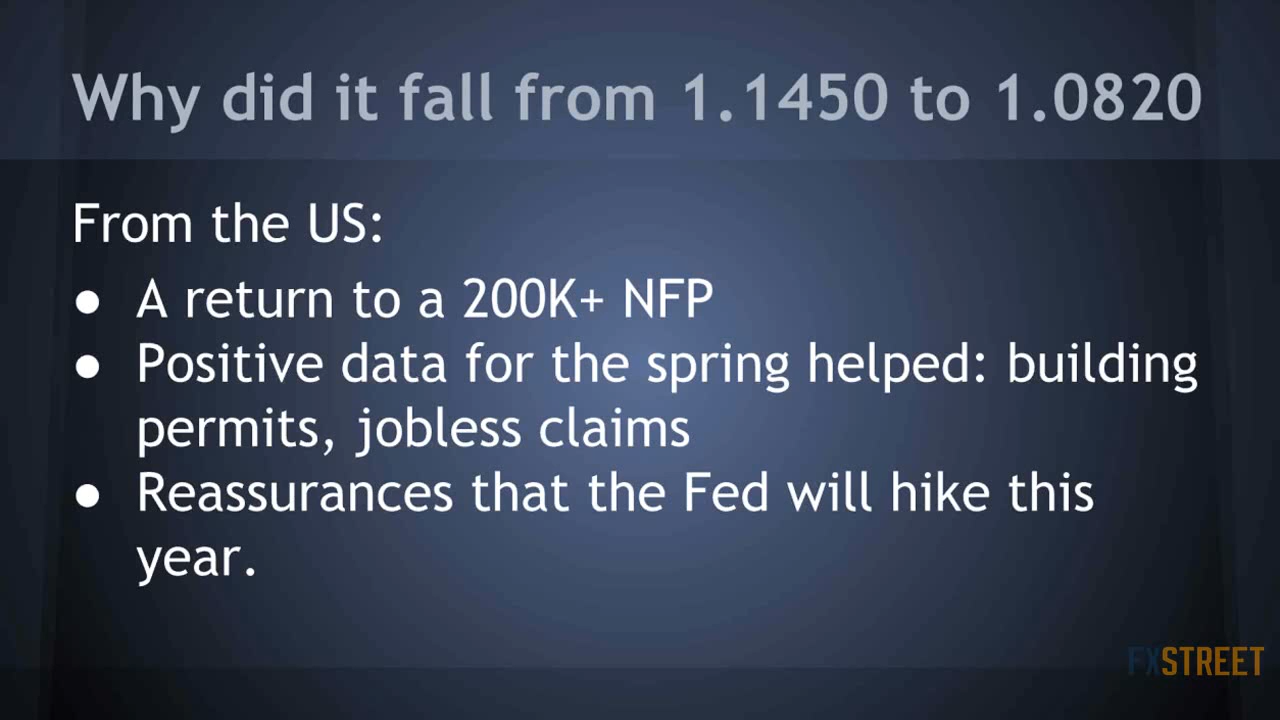 Why did it fall from 1.1450 to 1.0820
From the US:
● A return to a 200K+ NFP
● Positive data for the spring helped: building
permits, jobless claims
● Reassurances that the Fed will hike this
year.
FXSTREET